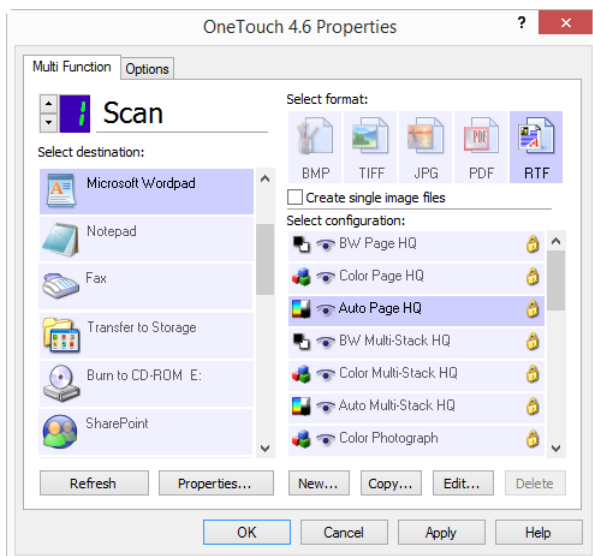 OneTouch 4.6 Properties
?
×
Multi Function
Options
1
Scan
Select destination:
Microsoft Wordpad
Notepad
Fax
Transfer to Storage
Burn to CD-ROM E:
SharePoint
Select format:
PDF
BMP
TIFF
JPG
PDF
RTF
Create single image files
Select configuration:
BW Page HQ
Color Page HQ
Auto Page HQ
BW Multi-Stack HQ
Color Multi-Stack HQ
Auto Multi-Stack HQ
Color Photograph
Refresh
Properties...
New...
Copy...
Edit...
Delete
OK
Cancel
Apply
Help